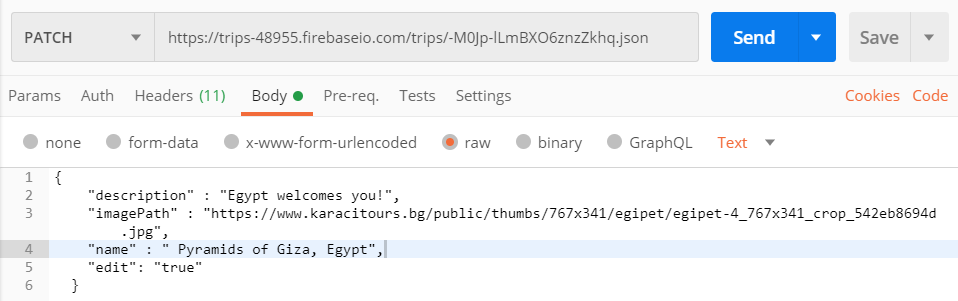 PATCH https://trips-48955.firebaseio.com/trips/-M0Jp-lLmBXO6znzZkhq.json Send Save
Params Auth Headers (11) Body Pre-req. Tests Settings Cookies Code
none form-data x-www-form-urlencoded raw binary GraphQL Text
1 {
2 "description" : "Egypt welcomes you!",
3 "imagePath" : "https://www.karacitours.bg/public/thumbs/767x341/egipet/egipet-4_767x341_crop_542eb8694d
.jpg",
4 "name" : " Pyramids of Giza, Egypt",
5 "edit": "true"
6 }